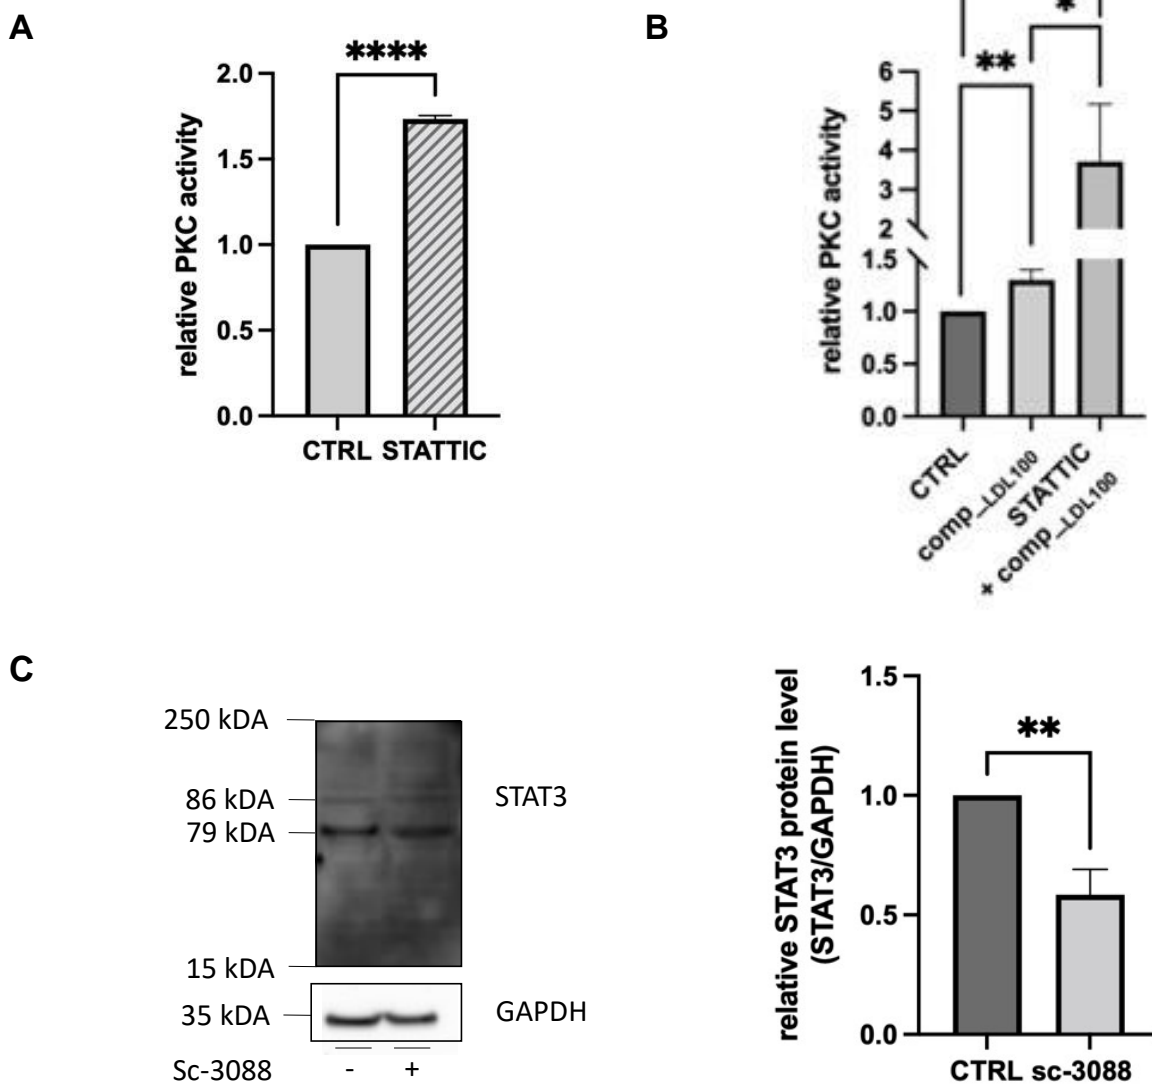 A
****
2.0
1.5
1.0
0.5
0.0
relative PKC activity
CTRL STATTIC
B
*
**
6
5
4
3
2
1.5
1.0
0.5
0.0
relative PKC activity
CTRL
comp_LDL100
STATTIC
+ comp_LDL100
C
250 kDA
86 kDA
79 kDA
15 kDA
35 kDA
STAT3
GAPDH
Sc-3088 - +
relative STAT3 protein level
(STAT3/GAPDH)
**
1.5
1.0
0.5
0.0
CTRL sc-3088